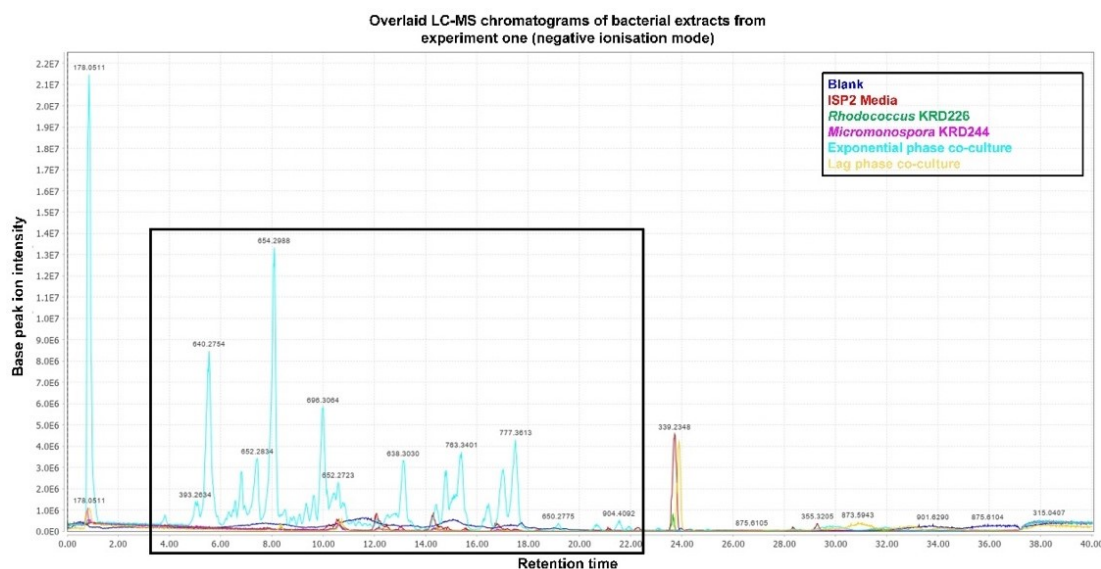 Overlaid LC-MS chromatograms of bacterial extracts from
experiment one (negative ionisation mode)
Base peak ion intensity
2.2E7
2.1E7
2.0E7
1.9E7
1.8E7
1.7E7
1.6E7
1.5E7
1.4E7
1.3E7
1.2E7
1.1E7
1.0E7
9.0E6
8.0E6
7.0E6
6.0E6
5.0E6
4.0E6
3.0E6
2.0E6
1.0E6
0.0E0
178.0511
Blank
ISP2 Media
Rhodococcus KRD226
Micromonospora KRD244
Exponential phase co-culture
Lag phase co-culture
654.2988
640.2754
696.3064
777.3613
339.2348
763.3401
638.3030
652.2834
652.2723
393.2634
178.0511
650.2775
904.4092
355.3205
873.5943
875.6105
901.6290
875.6104
315.0407
0.00 2.00 4.00 6.00 8.00 10.00 12.00 14.00 16.00 18.00 20.00 22.00 24.00 26.00 28.00 30.00 32.00 34.00 36.00 38.00 40.00
Retention time